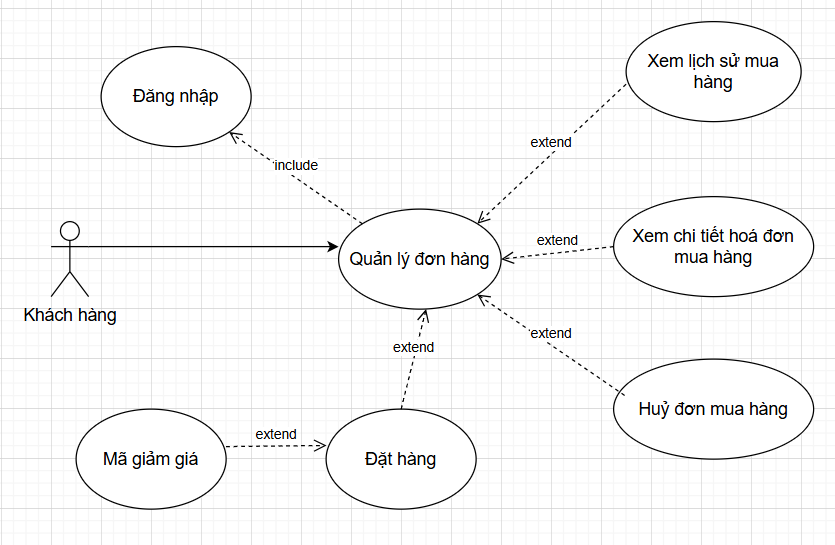 Xem lịch sử mua
hàng
Đăng nhập
extend
include
Xem chi tiết hoá đơn
mua hàng
extend
Quản lý đơn hàng
Khách hàng
extend
extend
Huỷ đơn mua hàng
extend
Mã giảm giá
Đặt hàng